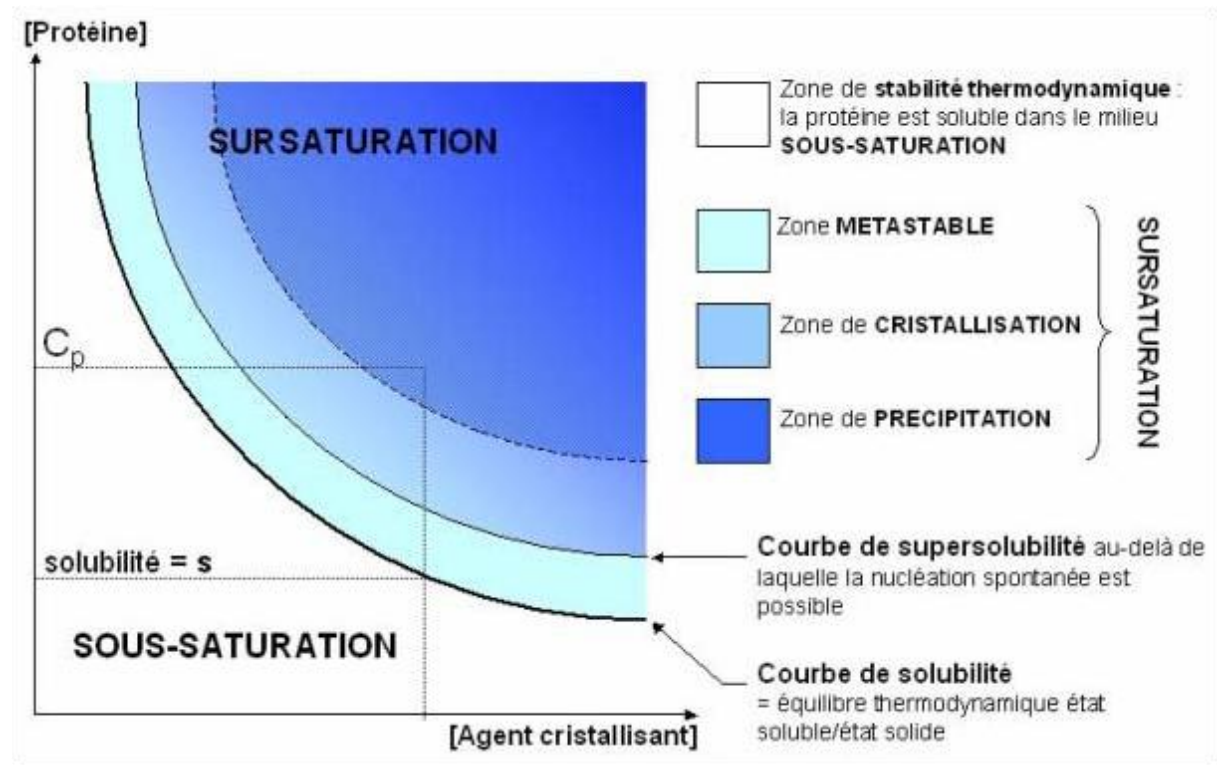 [Protéine]
SURSATURATION
Cp
solubilité = s
SOUS-SATURATION
[Agent cristallisant]
Zone de stabilité thermodynamique :
la protéine est soluble dans le milieu
SOUS-SATURATION
Zone METASTABLE
Zone de CRISTALLISATION
Zone de PRECIPITATION
SURSATURATION
Courbe de supersolubilité au-delà de
laquelle la nucléation spontanée est
possible
Courbe de solubilité
= équilibre thermodynamique état
soluble/état solide